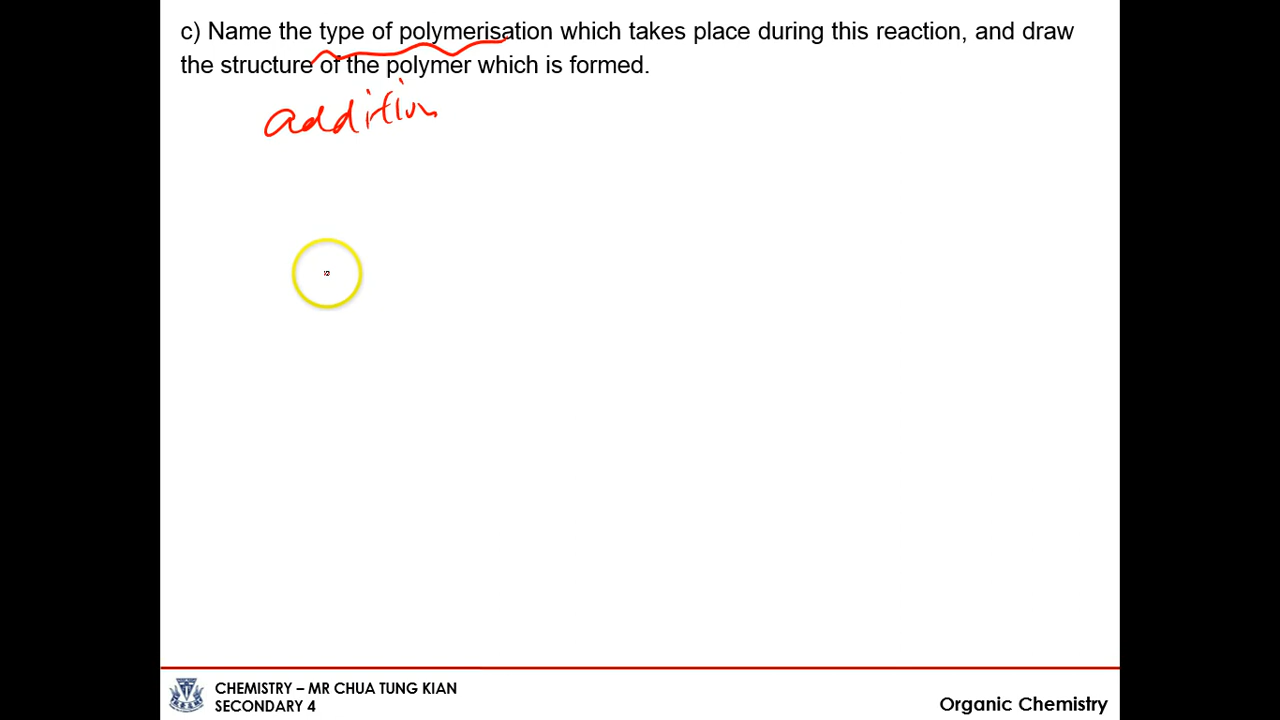 c) Name the type of polymerisation which takes place during this reaction, and draw
the structure of the polymer which is formed.
addition
CHEMISTRY – MR CHUA TUNG KIAN
SECONDARY 4
Organic Chemistry